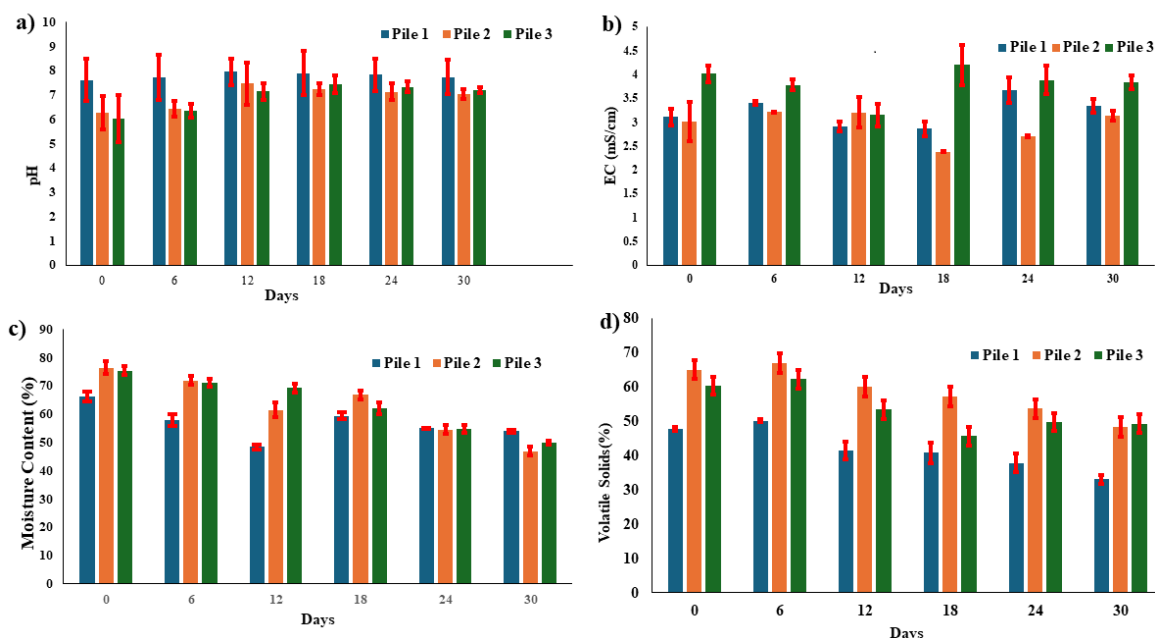 a)
10
9
8
7
6
5
4
3
2
1
0
pH
Pile 1 Pile 2 Pile 3
0 6 12 18 24 30
Days
b)
5
4.5
4
3.5
3
2.5
2
1.5
1
0.5
0
EC (mS/cm)
Pile 1 Pile 2 Pile 3
0 6 12 18 24 30
Days
c)
90
80
70
60
50
40
30
20
10
0
Moisture Content (%)
Pile 1 Pile 2 Pile 3
0 6 12 18 24 30
Days
d)
80
70
60
50
40
30
20
10
0
Volatile Solids(%)
Pile 1 Pile 2 Pile 3
0 6 12 18 24 30
Days